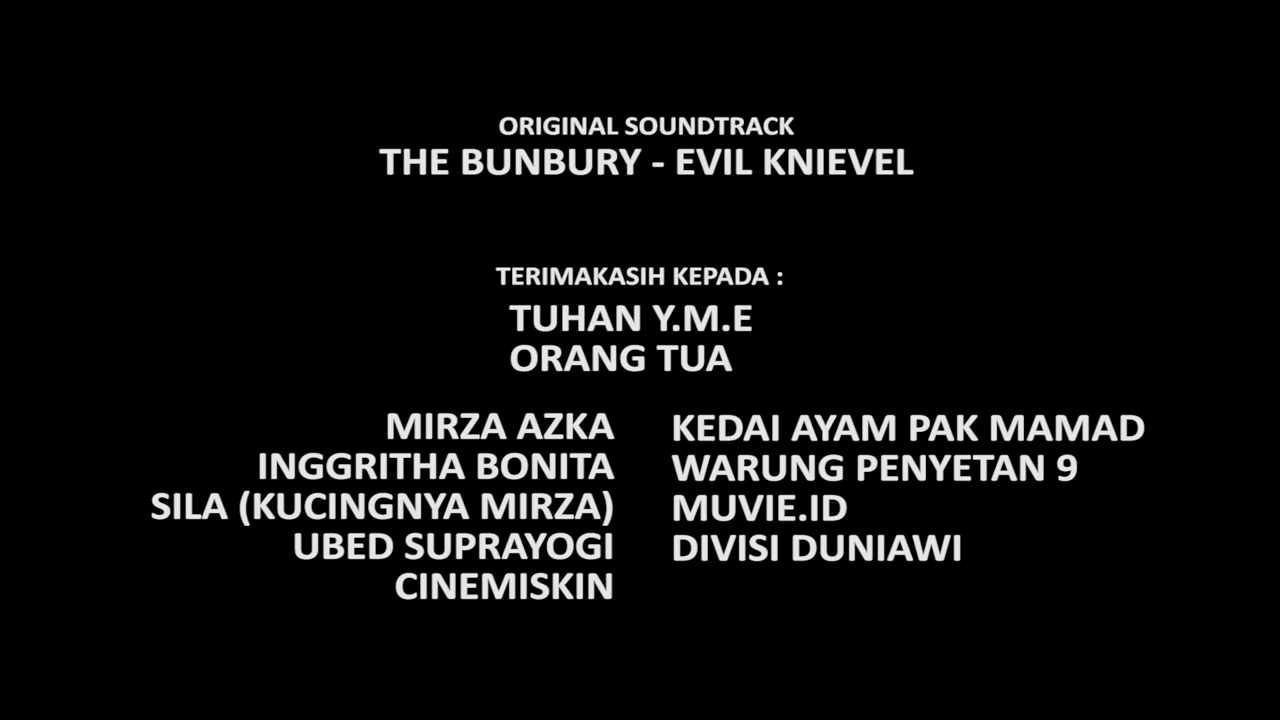 ORIGINAL SOUNDTRACK
THE BUNBURY - EVIL KNIEVEL
TERIMAKASIH KEPADA :
TUHAN Y.M.E
ORANG TUA
MIRZA AZKA
INGGRITHA BONITA
SILA (KUCINGNYA MIRZA)
UBED SUPRAYOGI
CINEMISKIN
KEDAI AYAM PAK MAMAD
WARUNG PENYETAN 9
MUVIE.ID
DIVISI DUNIAWI